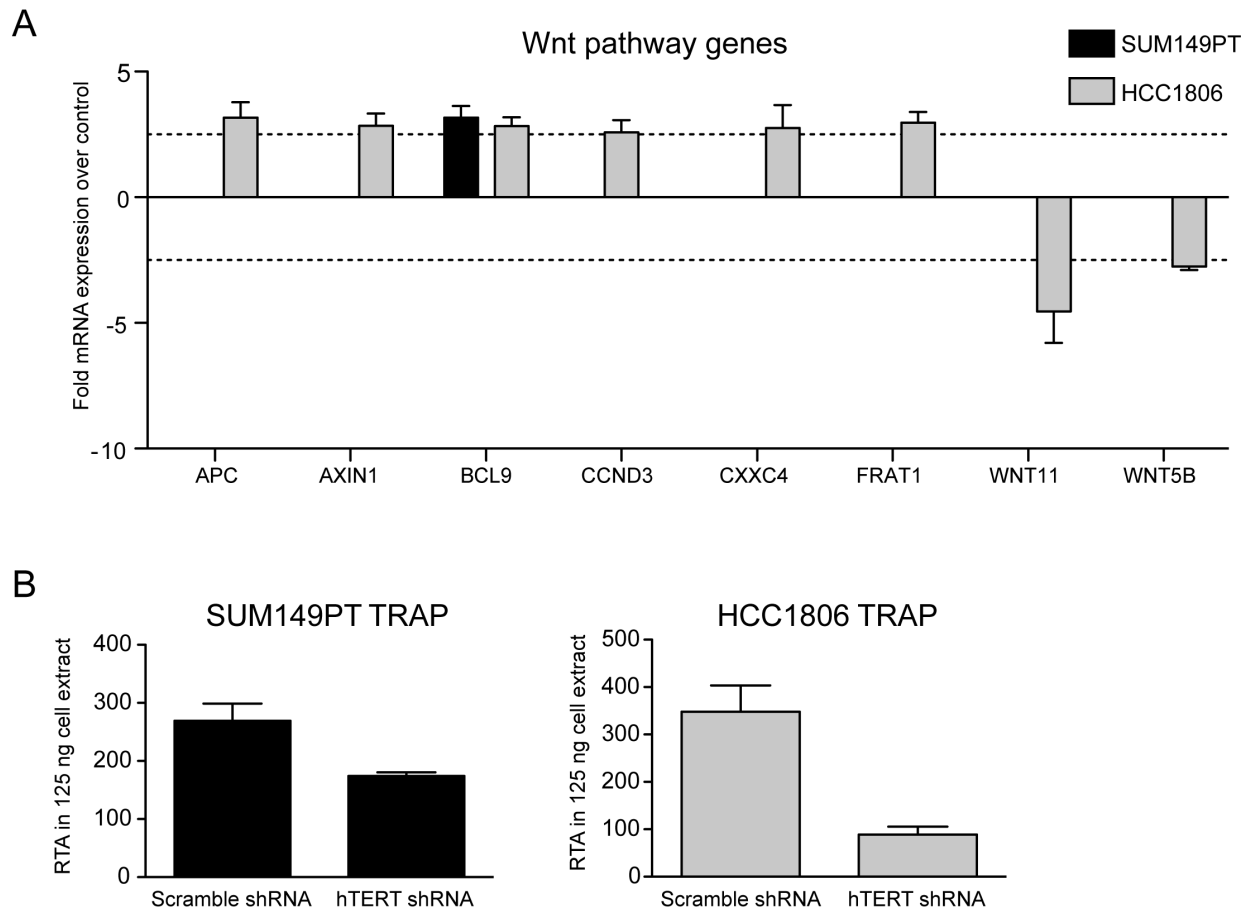 A
Wnt pathway genes
SUM149PT
HCC1806
Fold mRNA expression over control
5
0
-5
-10
APC AXIN1 BCL9 CCND3 CXXC4 FRAT1 WNT11 WNT5B
B
SUM149PT TRAP
RTA in 125 ng cell extract
400
300
200
100
0
Scramble shRNA hTERT shRNA
HCC1806 TRAP
RTA in 125 ng cell extract
500
400
300
200
100
0
Scramble shRNA hTERT shRNA